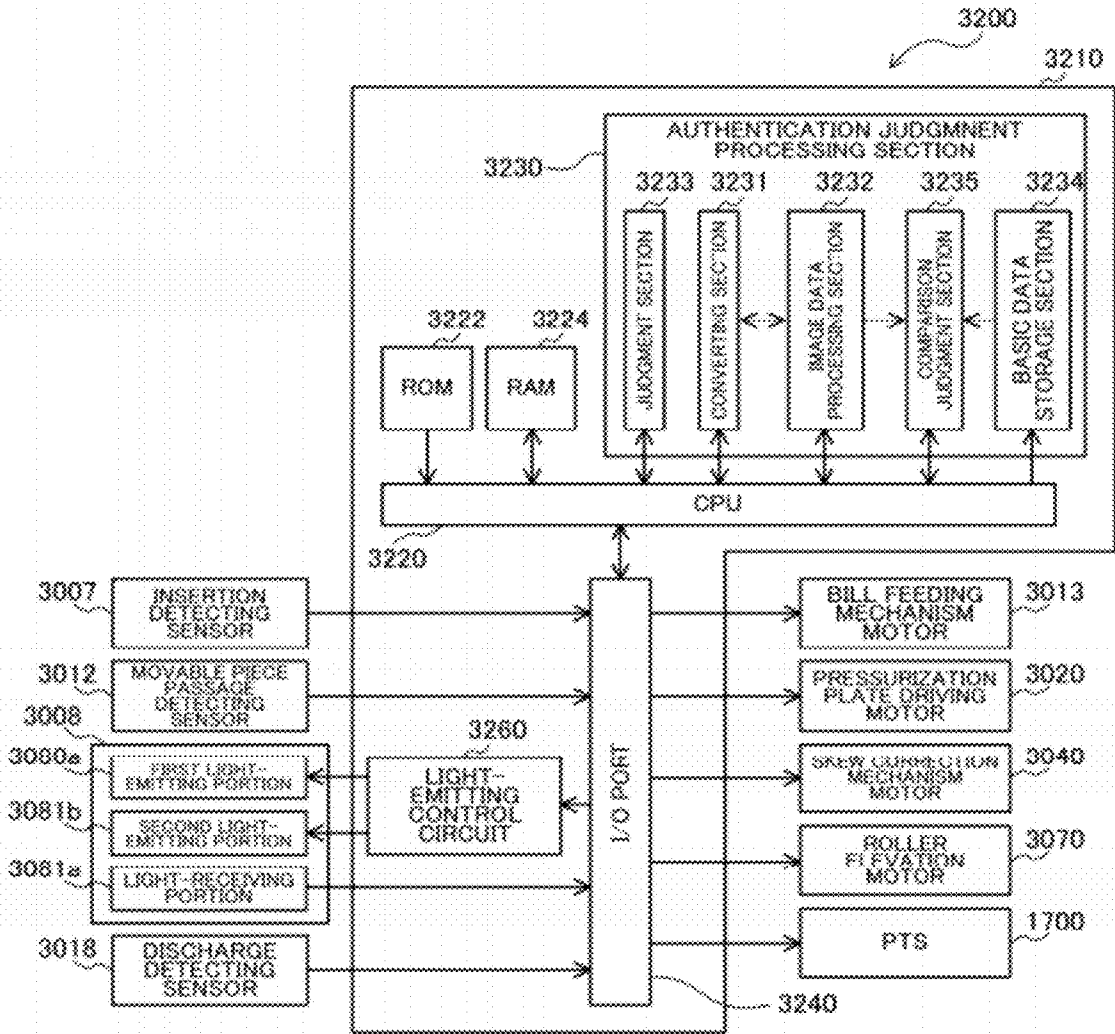 3200
3210
AUTHENTICATION JUDGMNENT
PROCESSING SECTION
3230
3233
3231
3232
3235
3234
JUDGMENT SECTION
CONVERTING SECTION
IMAGE DATA
PROCESSING SECTION
COMPARISON
JUDGMENT SECTION
BASIC DATA
STORAGE SECTION
3222
3224
ROM
RAM
CPU
3220
3007
INSERTION
DETECTING
SENSOR
3012
MOVABLE PIECE
PASSAGE
DETECTING
SENSOR
3008
3080a
FIRST LIGHT-
EMITTING PORTION
3081b
SECOND LIGHT-
EMITTING PORTION
3081a
LIGHT-RECEIVING
PORTION
3018
DISCHARGE
DETECTING
SENSOR
3260
LIGHT-
EMITTING
CONTROL
CIRCUIT
I/O PORT
3240
BILL FEEDING
MECHANISM
MOTOR
3013
PRESSURIZATION
PLATE DRIVING
MOTOR
3020
SKEW CORRECTION
MECHANISM
MOTOR
3040
ROLLER
ELEVATION
MOTOR
3070
PTS
1700